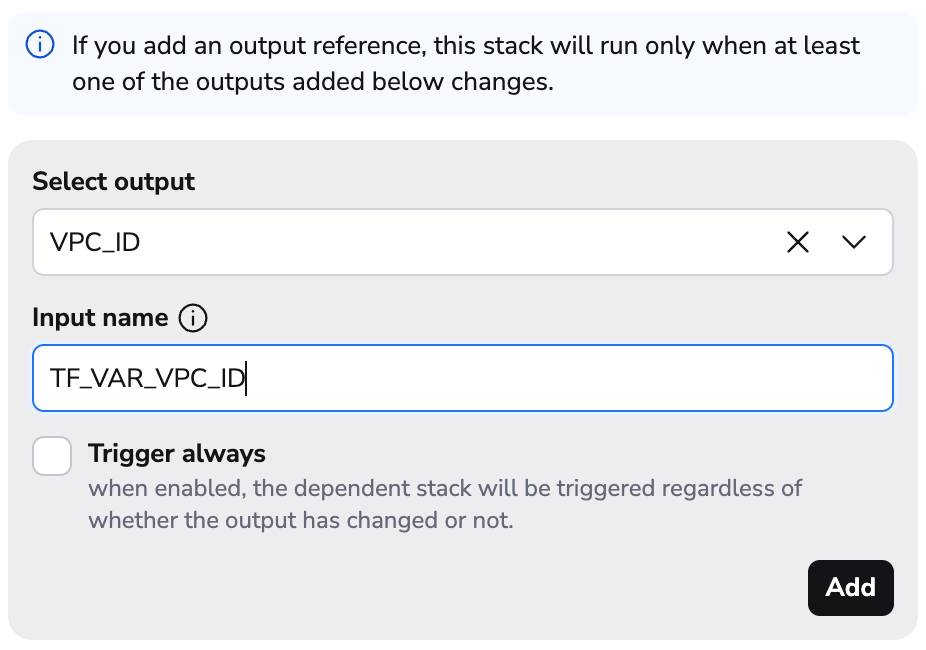 If you add an output reference, this stack will run only when at least
one of the outputs added below changes.
Select output
VPC_ID
Input name
TF_VAR_VPC_ID
Trigger always
when enabled, the dependent stack will be triggered regardless of
whether the output has changed or not.
Add